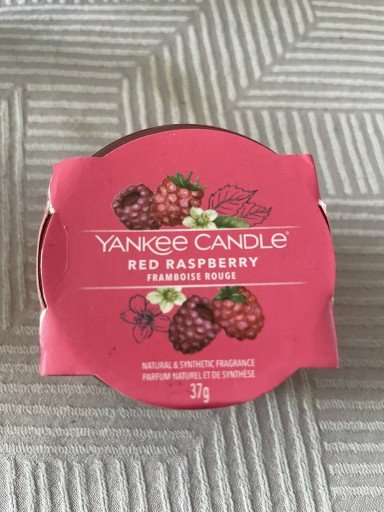 YANKEE CANDLE®
RED RASPBERRY
FRAMBOISE ROUGE
NATURAL & SYNTHETIC FRAGRANCE
PARFUM NATUREL ET DE SYNTHÈSE
37g